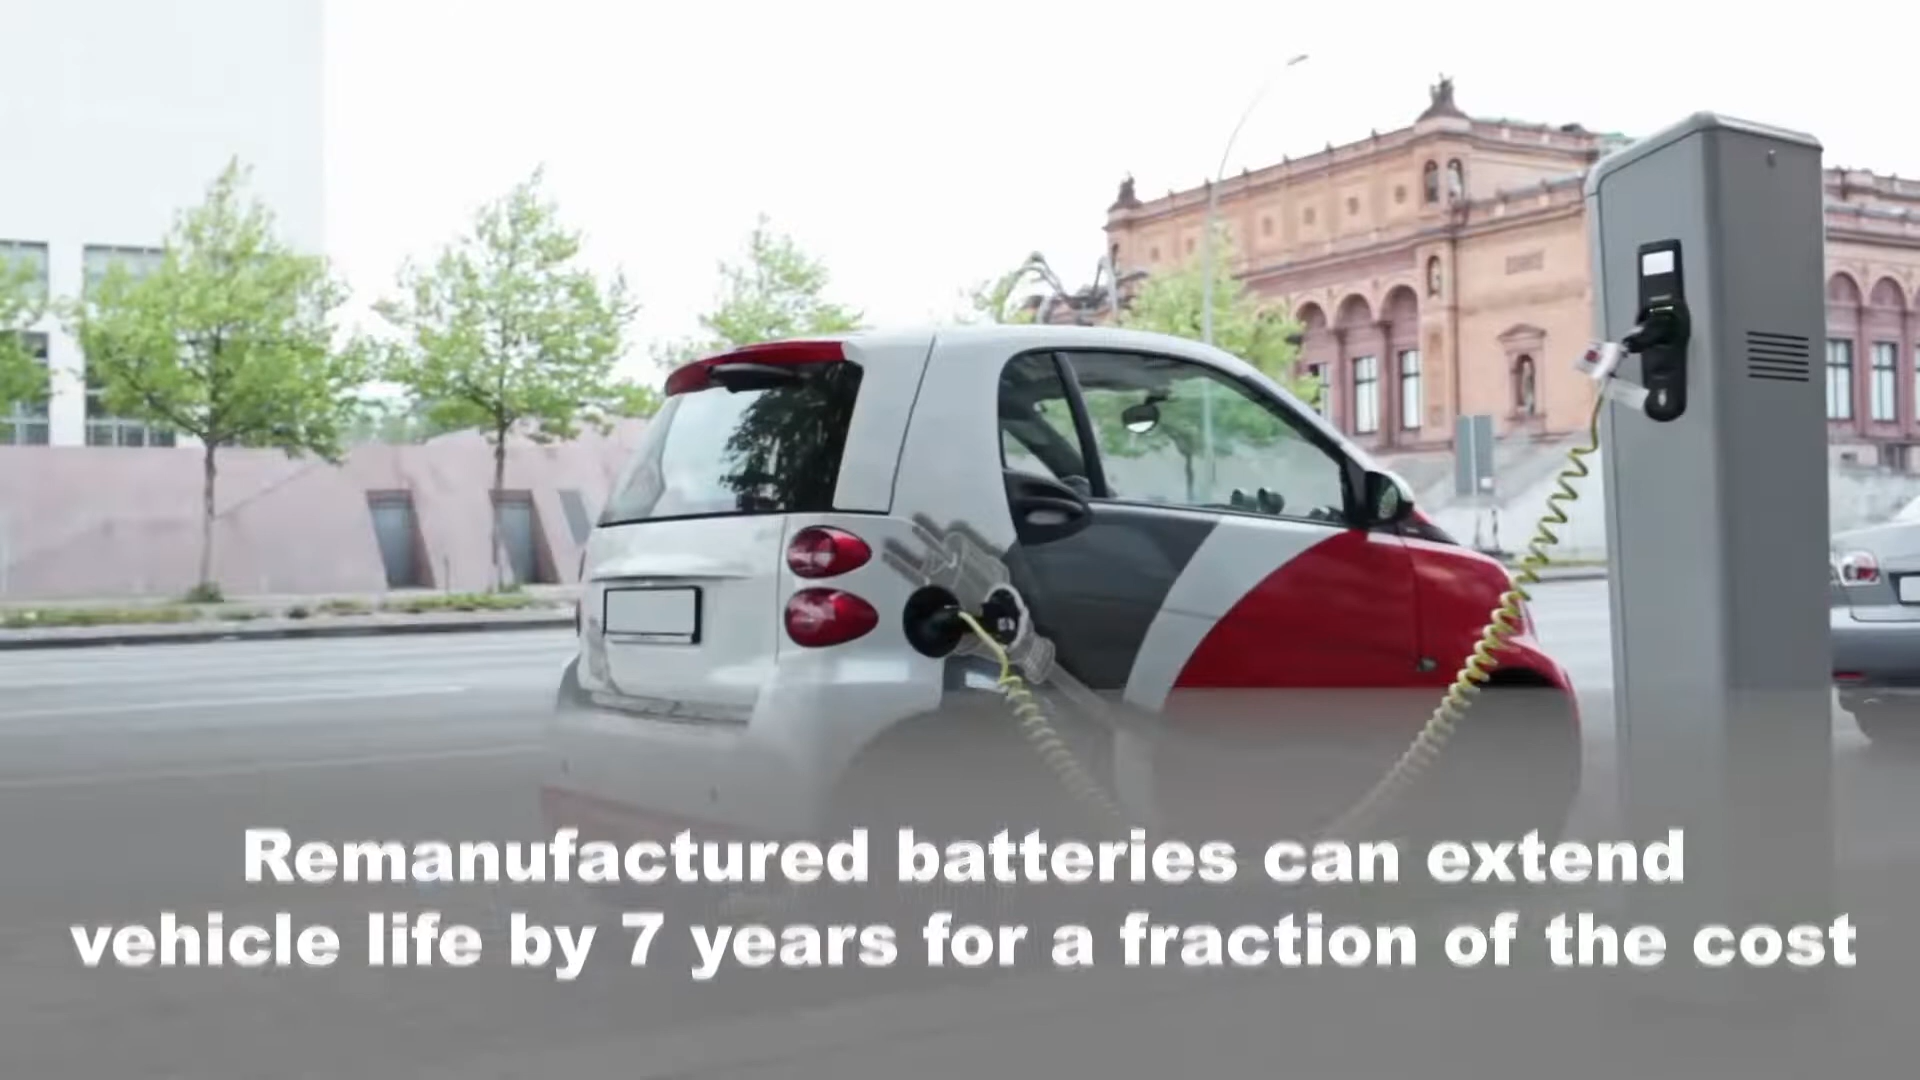 Remanufactured batteries can extend
vehicle life by 7 years for a fraction of the cost